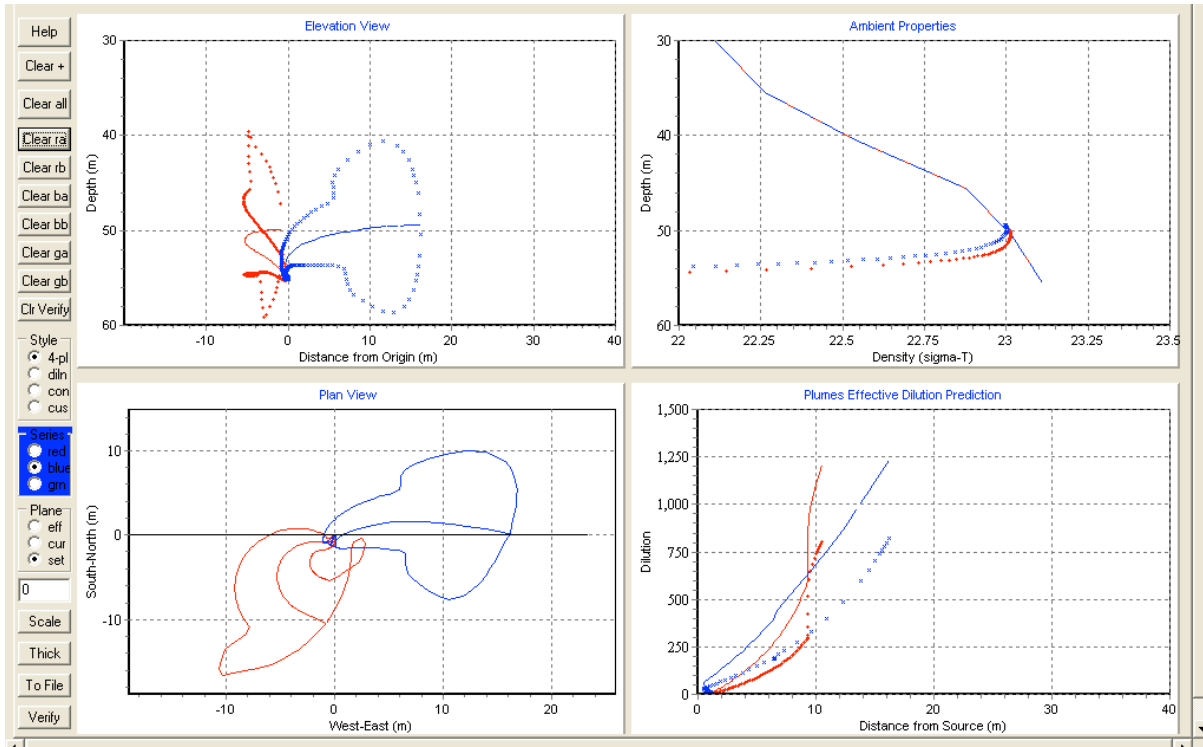 Help
Clear +
Clear all
Clear ra
Clear rb
Clear ba
Clear bb
Clear ga
Clear gb
Clr Verify
Style
4-pl
diln
con
cus
Series
red
blue
grn
Plane
eff
cur
set
0
Scale
Thick
To File
Verify
Elevation View
30
40
50
60
Depth (m)
-10 0 10 20 30 40
Distance from Origin (m)
Ambient Properties
30
40
50
60
Depth (m)
22 22.25 22.5 22.75 23 23.25 23.5
Density (sigma-T)
Plan View
10
0
-10
South-North (m)
-10 0 10 20
West-East (m)
Plumes Effective Dilution Prediction
1,500
1,250
1,000
750
500
250
0
Dilution
0 10 20 30 40
Distance from Source (m)